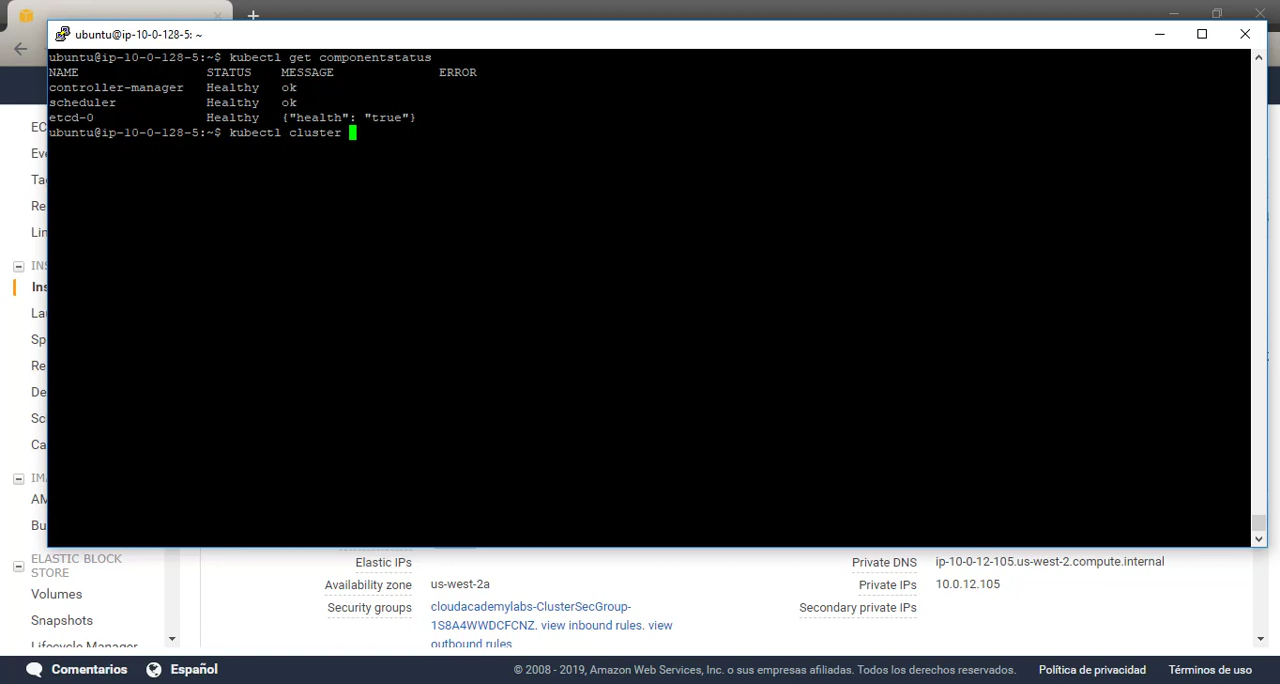 ubuntu@ip-10-0-128-5: ~
ubuntu@ip-10-0-128-5:~$ kubectl get componentstatus
NAME STATUS MESSAGE ERROR
controller-manager Healthy ok
scheduler Healthy ok
etcd-0 Healthy {"health": "true"}
ubuntu@ip-10-0-128-5:~$ kubectl cluster
ELASTIC BLOCK
STORE
Volumes
Snapshots
Lifecycle Manager
Elastic IPs
Availability zone us-west-2a
Security groups cloudacademylabs-ClusterSecGroup-
1S8A4WWDCFCNZ. view inbound rules. view
outbound rules
Private DNS ip-10-0-12-105.us-west-2.compute.internal
Private IPs 10.0.12.105
Secondary private IPs
Comentarios Español © 2008 - 2019, Amazon Web Services, Inc. o sus empresas afiliadas. Todos los derechos reservados. Política de privacidad Términos de uso